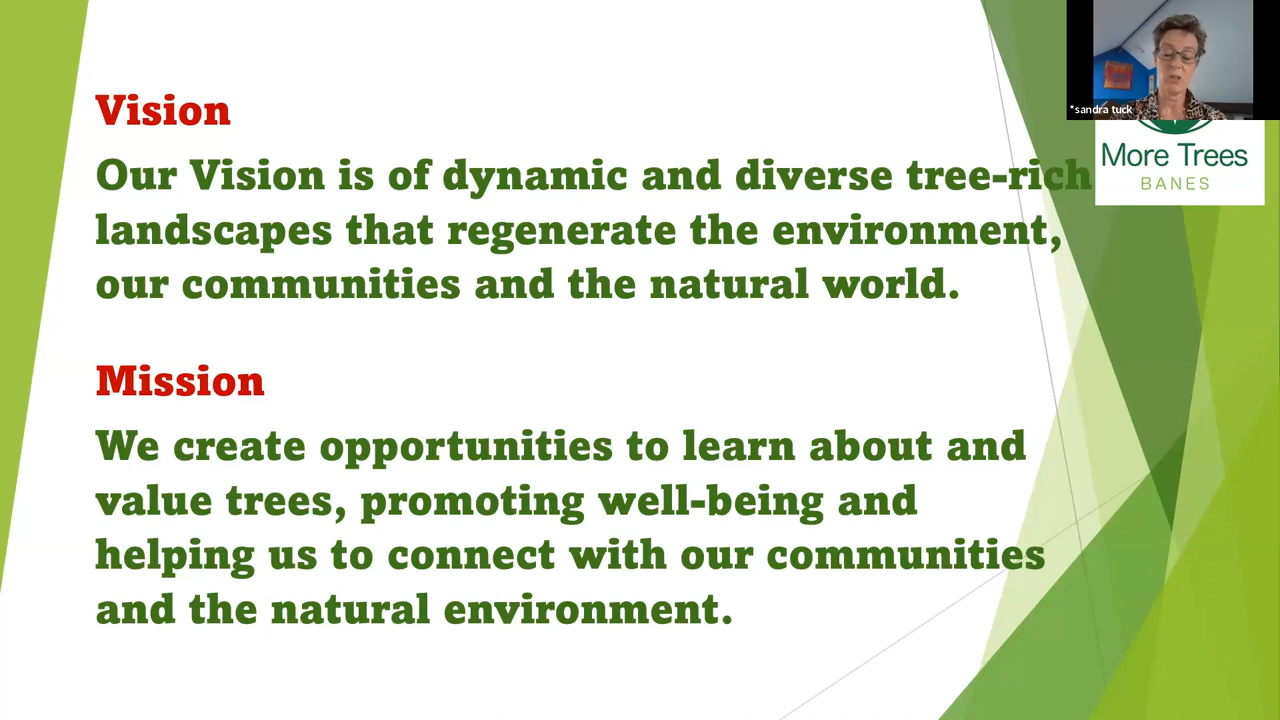 Vision
Our Vision is of dynamic and diverse tree-rich
landscapes that regenerate the environment,
our communities and the natural world.
Mission
We create opportunities to learn about and
value trees, promoting well-being and
helping us to connect with our communities
and the natural environment.
*sandra tuck
More Trees
BANES